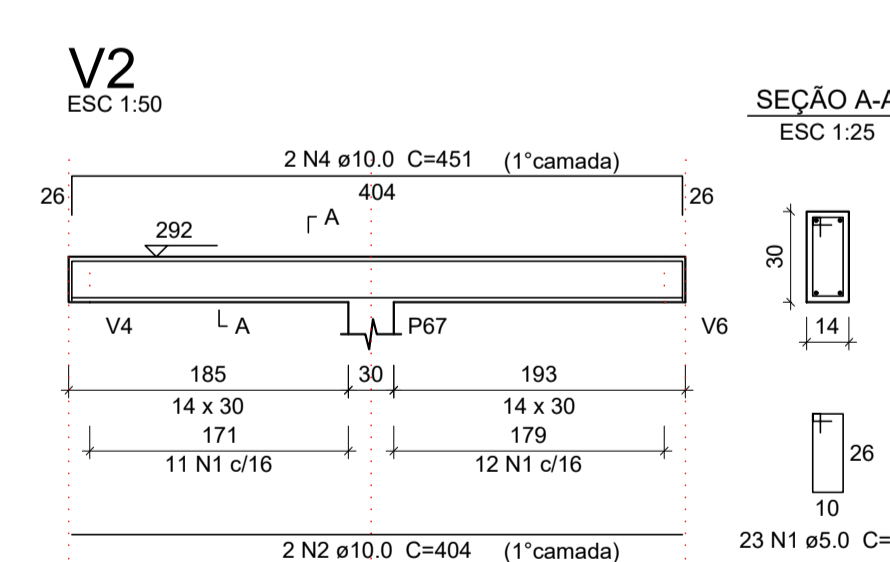 V2
ESC 1:50
SEÇÃO A-A
ESC 1:25
2 N4 ø10.0 C=451 (1°camada)
26
404
26
A
292
30
V4
A
P67
V6
14
185
30
193
14 x 30
14 x 30
171
179
11 N1 c/16
12 N1 c/16
26
10
2 N2 ø10.0 C=404 (1°camada)
23 N1 ø5.0 C=